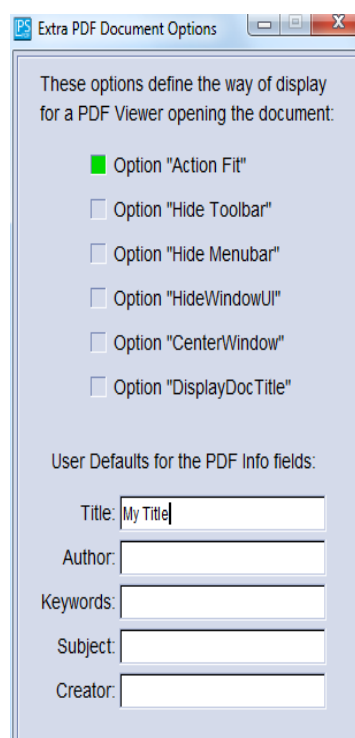 PS Extra PDF Document Options
These options define the way of display
for a PDF Viewer opening the document:
Option "Action Fit"
Option "Hide Toolbar"
Option "Hide Menubar"
Option "HideWindowUI"
Option "CenterWindow"
Option "DisplayDocTitle"
User Defaults for the PDF Info fields:
Title: My Title
Author:
Keywords:
Subject:
Creator: